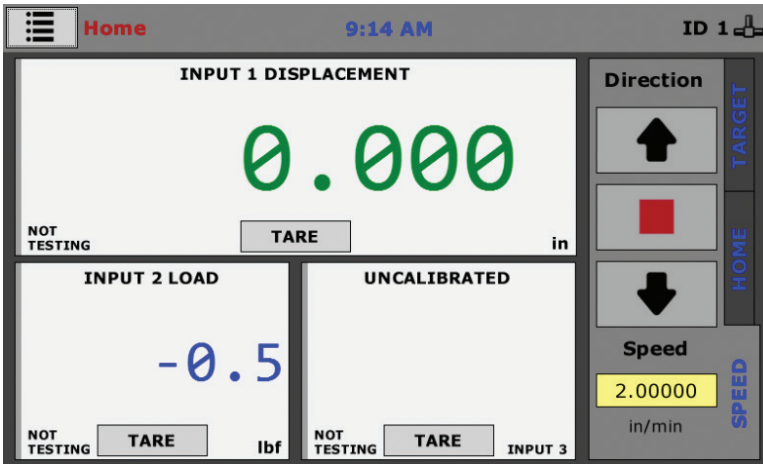 Home
9:14 AM
ID 1
INPUT 1 DISPLACEMENT
0.000
NOT
TESTING
TARE
in
INPUT 2 LOAD
-0.5
NOT
TESTING
TARE
lbf
UNCALIBRATED
NOT
TESTING
TARE
INPUT 3
Direction
Speed
2.00000
in/min
TARGET
HOME
SPEED